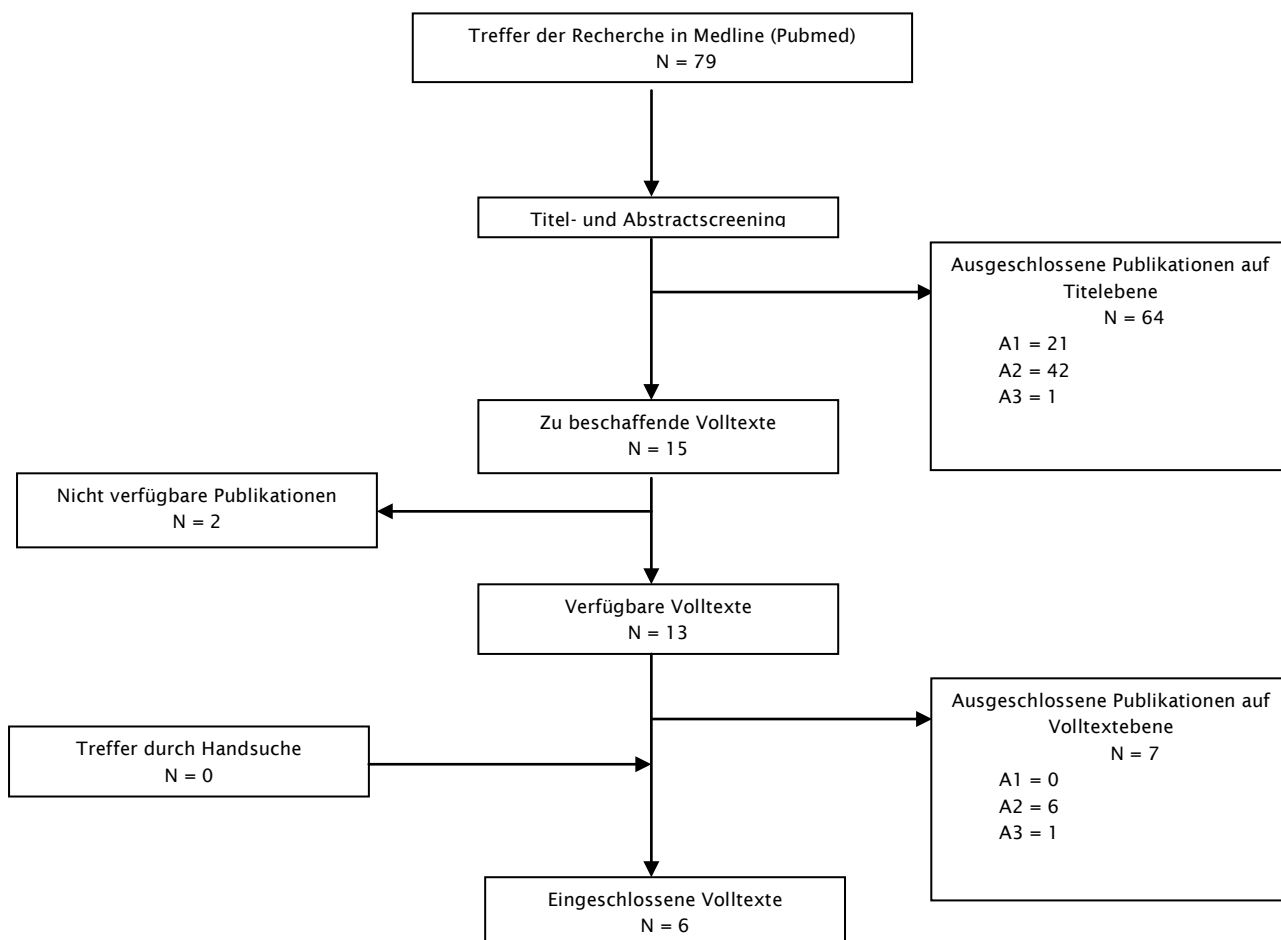 Treffer der Recherche in Medline (Pubmed)
N = 79
Titel- und Abstractscreening
Ausgeschlossene Publikationen auf
Titelebene
N = 64
A1 = 21
A2 = 42
A3 = 1
Zu beschaffende Volltexte
N = 15
Nicht verfügbare Publikationen
N = 2
Verfügbare Volltexte
N = 13
Ausgeschlossene Publikationen auf
Volltextebene
N = 7
A1 = 0
A2 = 6
A3 = 1
Treffer durch Handsuche
N = 0
Eingeschlossene Volltexte
N = 6